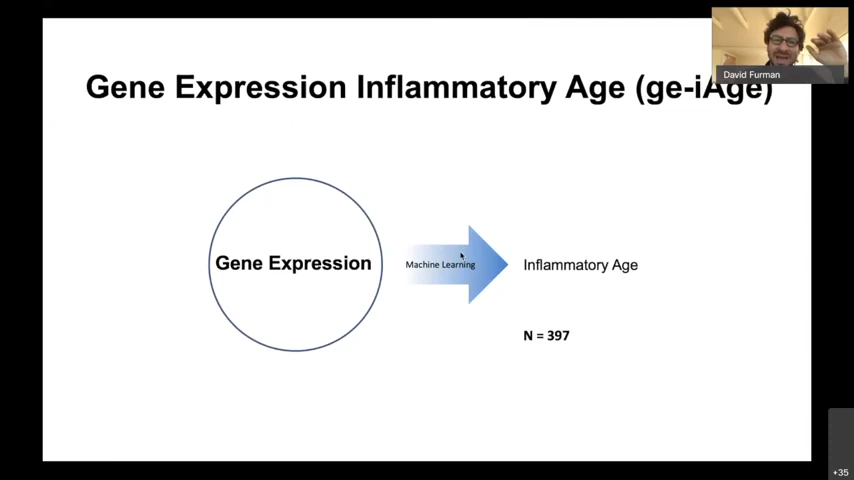 David Furman
Gene Expression Inflammatory Age (ge-iAge)
Gene Expression
Machine Learning
Inflammatory Age
N = 397
+35